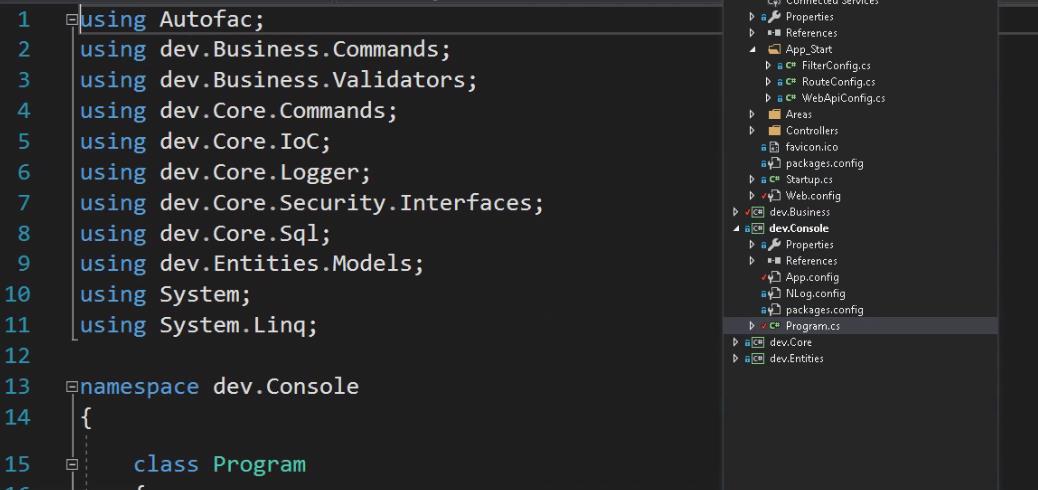 1 using Autofac;
2 using dev.Business.Commands;
3 using dev.Business.Validators;
4 using dev.Core.Commands;
5 using dev.Core.IoC;
6 using dev.Core.Logger;
7 using dev.Core.Security.Interfaces;
8 using dev.Core.Sql;
9 using dev.Entities.Models;
10 using System;
11 using System.Linq;
12
13 namespace dev.Console
14 {
15 class Program
16 {
Connected Services
Properties
References
App_Start
C# FilterConfig.cs
C# RouteConfig.cs
C# WebApiConfig.cs
Areas
Controllers
favicon.ico
packages.config
C# Startup.cs
Web.config
C# dev.Business
C# dev.Console
Properties
References
App.config
NLog.config
packages.config
C# Program.cs
C# dev.Core
C# dev.Entities